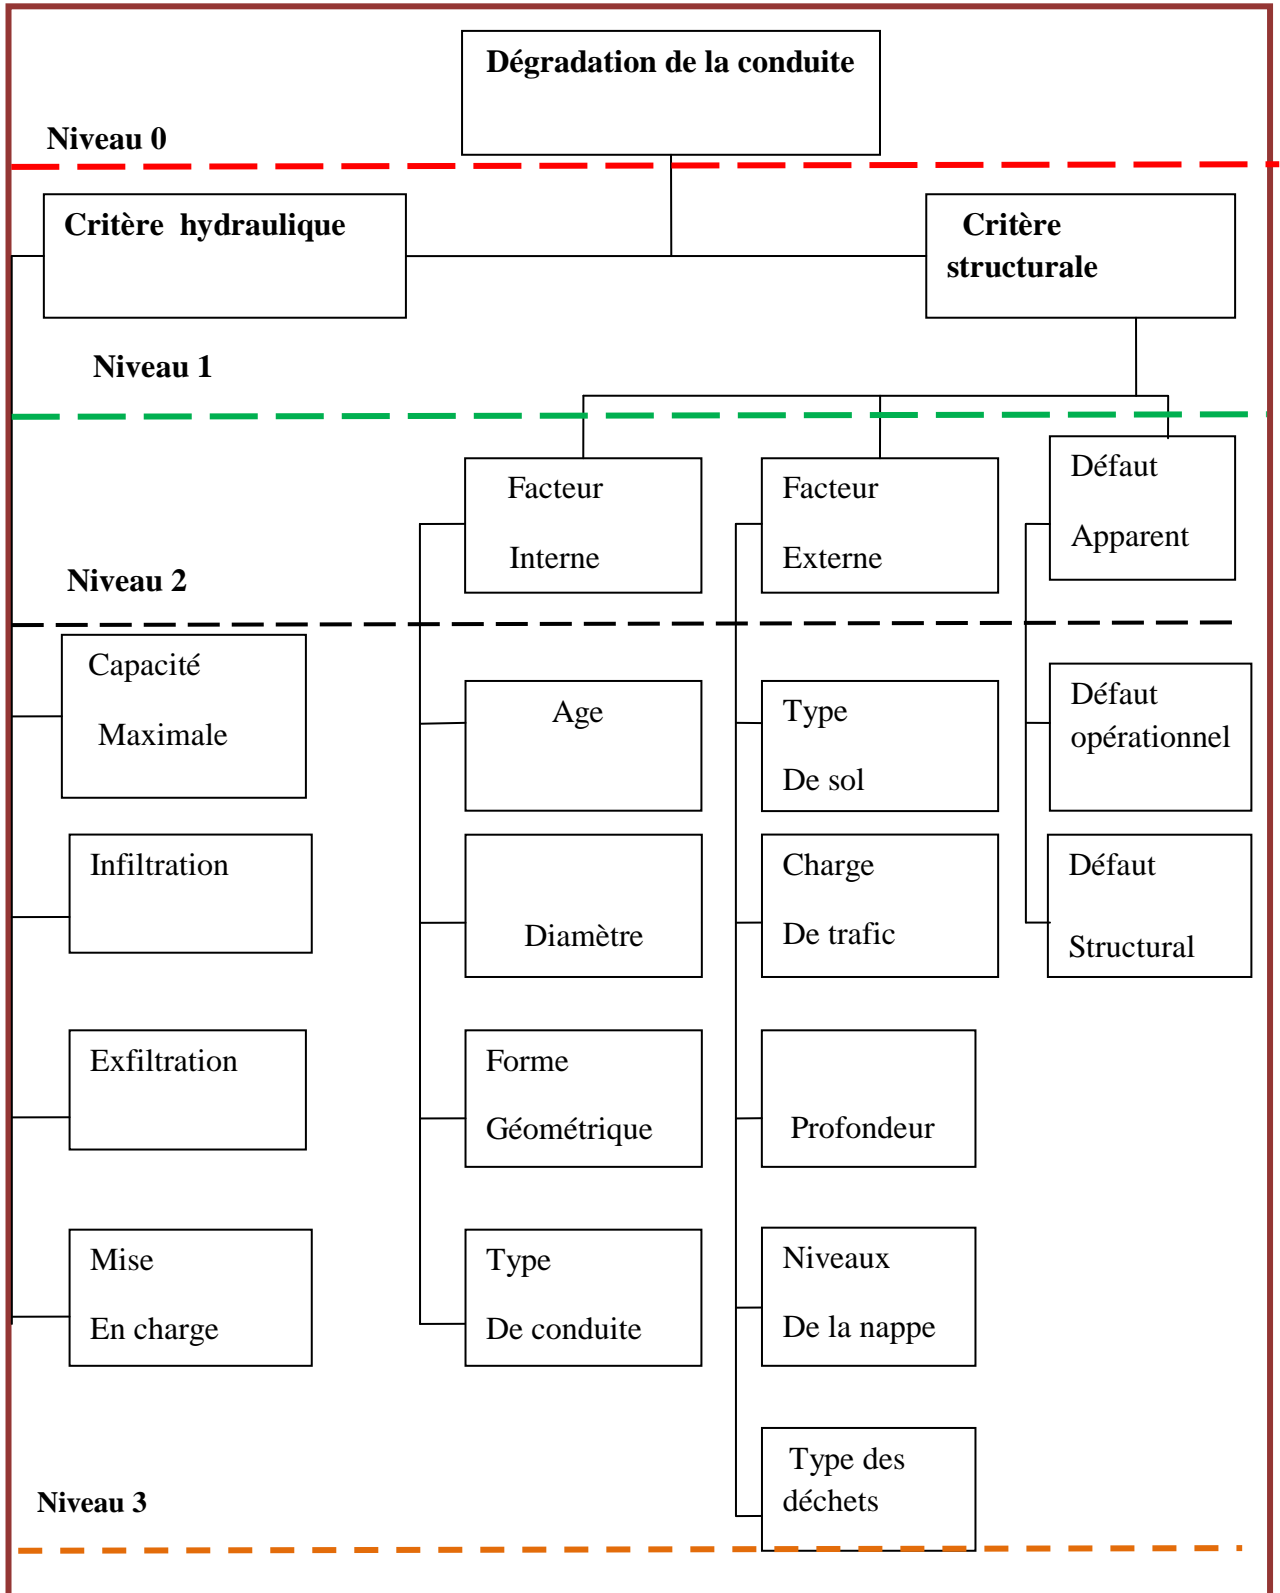 Dégradation de la conduite
Niveau 0
Critère hydraulique
Critère
structurale
Niveau 1
Facteur
Interne
Facteur
Externe
Défaut
Apparent
Niveau 2
Capacité
Maximale
Age
Type
De sol
Défaut
opérationnel
Infiltration
Diamètre
Charge
De trafic
Défaut
Structural
Exfiltration
Forme
Géométrique
Profondeur
Mise
En charge
Type
De conduite
Niveaux
De la nappe
Type des
déchets
Niveau 3